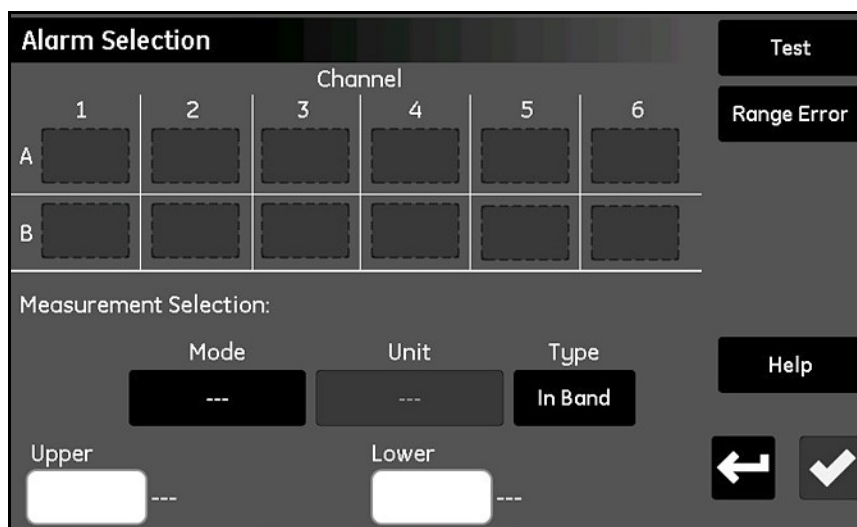 Alarm Selection
Test
Channel
1 2 3 4 5 6
Range Error
A
B
Measurement Selection:
Mode Unit Type
--- --- In Band
Help
Upper Lower
--- ---